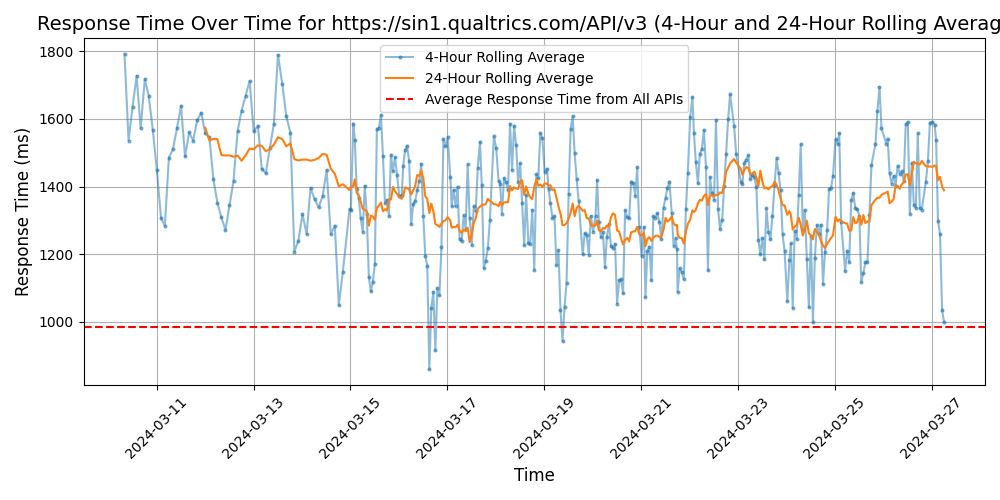 Response Time Over Time for https://sin1.qualtrics.com/API/v3 (4-Hour and 24-Hour Rolling Averag
4-Hour Rolling Average
24-Hour Rolling Average
Average Response Time from All APIs
Response Time (ms)
1800
1600
1400
1200
1000
2024-03-11
2024-03-13
2024-03-15
2024-03-17
2024-03-19
2024-03-21
2024-03-23
2024-03-25
2024-03-27
Time